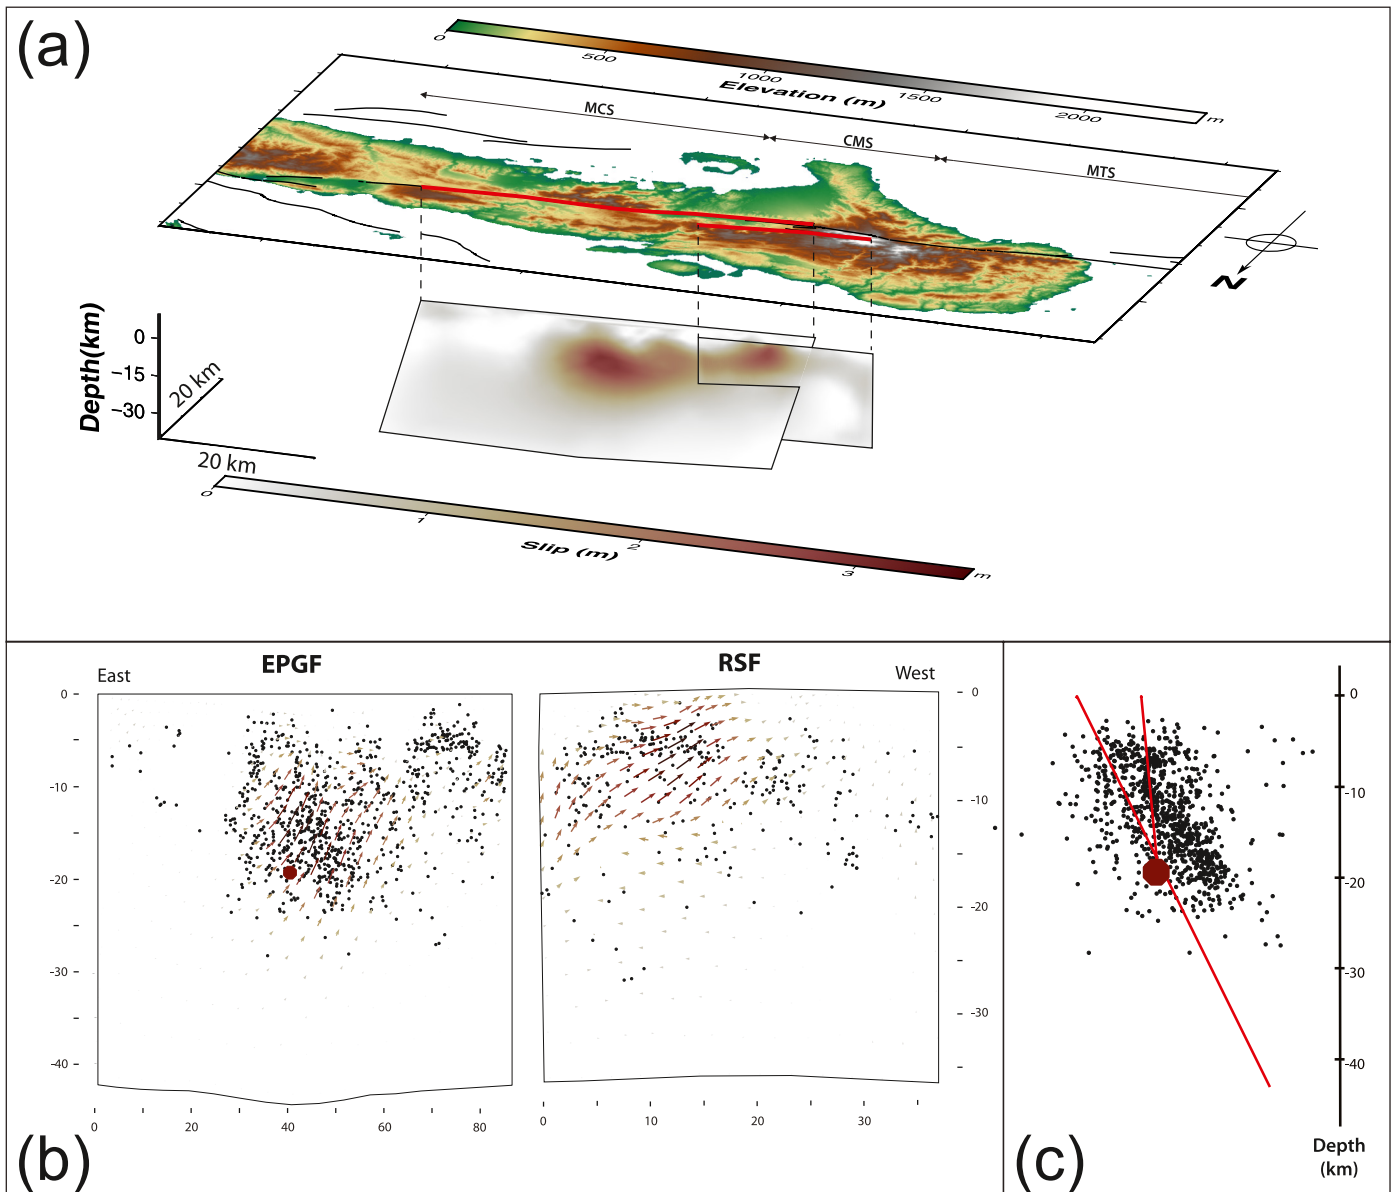 (a)
0
500
1000
1500
2000
m
Elevation (m)
MCS
CMS
MTS
N
Depth(km)
0
−15
−30
20 km
20 km
0
1
2
3
m
Slip (m)
EPGF
RSF
East
West
0
-10
-20
-30
-40
0
20
40
60
80
0
-10
-20
-30
0
10
20
30
(b)
0
-10
-20
-30
-40
Depth
(km)
(c)